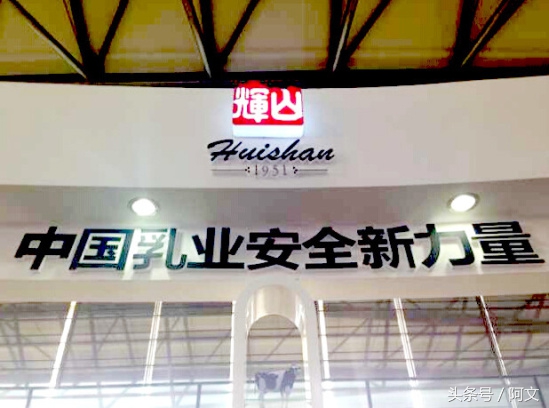 輝山
Huishan
1951
中国乳业安全新力量
头条号 / 阿文